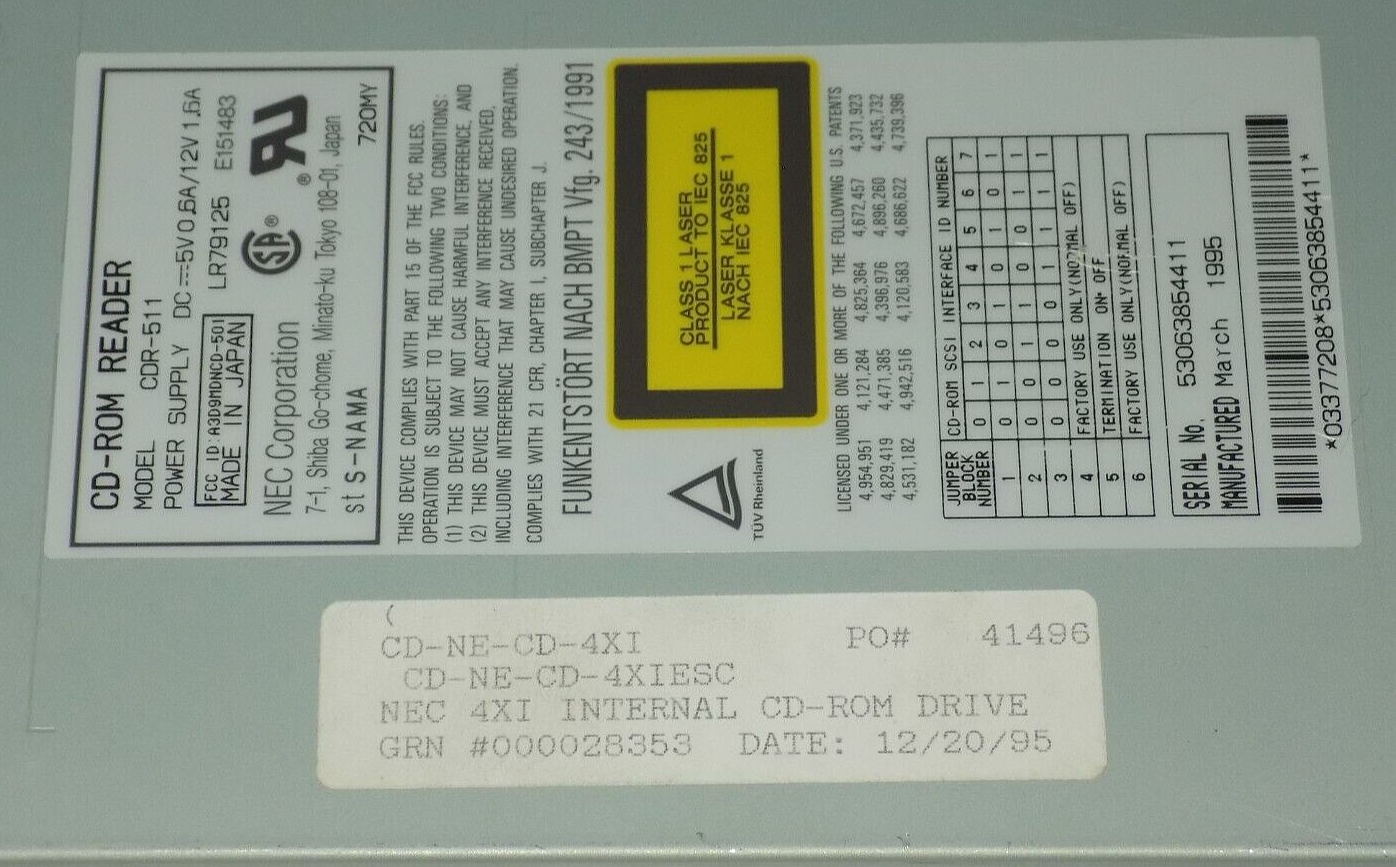 CD-ROM READER
MODEL CDR-511
POWER SUPPLY DC 5V 0.6A/12V 1.6A
FCC ID:A3D9MDNCD-501
MADE IN JAPAN
LR79125 E151483
NEC Corporation
SA® ®
7-1, Shiba Go-chome, Minato-ku Tokyo 108-01, Japan
st S-NAMA 720MY
THIS DEVICE COMPLIES WITH PART 15 OF THE FCC RULES.
OPERATION IS SUBJECT TO THE FOLLOWING TWO CONDITIONS:
(1) THIS DEVICE MAY NOT CAUSE HARMFUL INTERFERENCE, AND
(2) THIS DEVICE MUST ACCEPT ANY INTERFERENCE RECEIVED,
INCLUDING INTERFERENCE THAT MAY CAUSE UNDESIRED OPERATION.
COMPLIES WITH 21 CFR, CHAPTER I, SUBCHAPTER J.
FUNKENTSTÖRT NACH BMPT Vfg. 243/1991
CLASS 1 LASER
PRODUCT TO IEC 825
LASER KLASSE 1
NACH IEC 825
TÜV Rheinland
LICENSED UNDER ONE OR MORE OF THE FOLLOWING U.S. PATENTS
4,954,951 4,121,284 4,825,364 4,672,457 4,371,923
4,829,419 4,471,385 4,396,976 4,896,260 4,435,732
4,531,182 4,942,516 4,120,583 4,686,622 4,739,396
JUMPER BLOCK NUMBER CD-ROM SCSI INTERFACE ID NUMBER
0 1 2 3 4 5 6 7
1 0 1 0 1 0 1 0 1
2 0 0 1 1 0 0 1 1
3 0 0 0 0 1 1 1 1
4 FACTORY USE ONLY(NORMAL OFF)
5 TERMINATION ON· OFF
6 FACTORY USE ONLY(NORMAL OFF)
SERIAL No. 53063854411
MANUFACTURED March 1995
*033777208*53063854411*
CD-NE-CD-4XI PO# 41496
CD-NE-CD-4XIESC
NEC 4XI INTERNAL CD-ROM DRIVE
GRN #000028353 DATE: 12/20/95